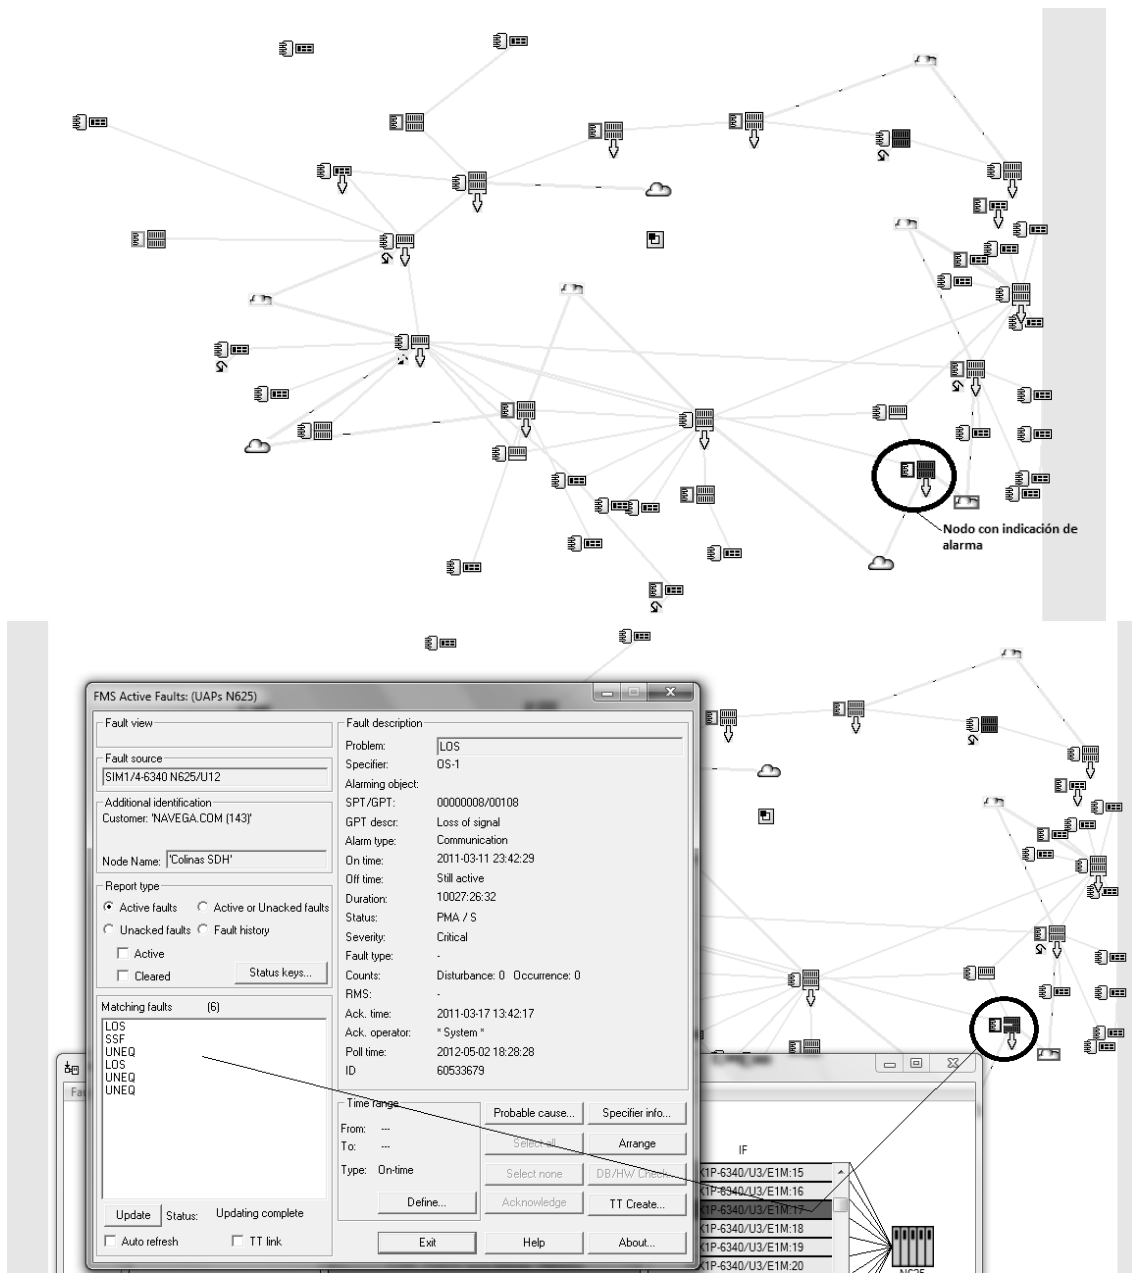 Nodo con indicación de
alarma
FMS Active Faults: (UAPs N625)
Fault view
Fault source
SIM1/4-6340 N625/U12
Additional identification
Customer: 'NAVEGA.COM (143)'
Node Name: 'Colinas SDH'
Report type
Active faults Active or Unacked faults
Unacked faults Fault history
Active
Cleared
Status keys...
Matching faults (6)
LOS
SSF
UNEQ
LOS
UNEQ
UNEQ
Update Status: Updating complete
Auto refresh TT link
Fault description
Problem: LOS
Specifier: OS-1
Alarming object:
SPT/GPT: 00000008/00108
GPT descr: Loss of signal
Alarm type: Communication
On time: 2011-03-11 23:42:29
Off time: Still active
Duration: 10027:26:32
Status: PMA / S
Severity: Critical
Fault type: -
Counts: Disturbance: 0 Occurrence: 0
RMS: -
Ack. time: 2011-03-17 13:42:17
Ack. operator: * System *
Poll time: 2012-05-02 18:28:28
ID 60533679
Time range
From: ---
To: ---
Type: On-time
Define...
Probable cause... Specifier info...
Select all Arrange
Select none DB/HW Check...
Acknowledge TT Create...
Exit Help About...
Fau
IF
X1P-6340/U3/E1M:15
X1P-6340/U3/E1M:16
X1P-6340/U3/E1M:17
X1P-6340/U3/E1M:18
X1P-6340/U3/E1M:19
X1P-6340/U3/E1M:20
N625